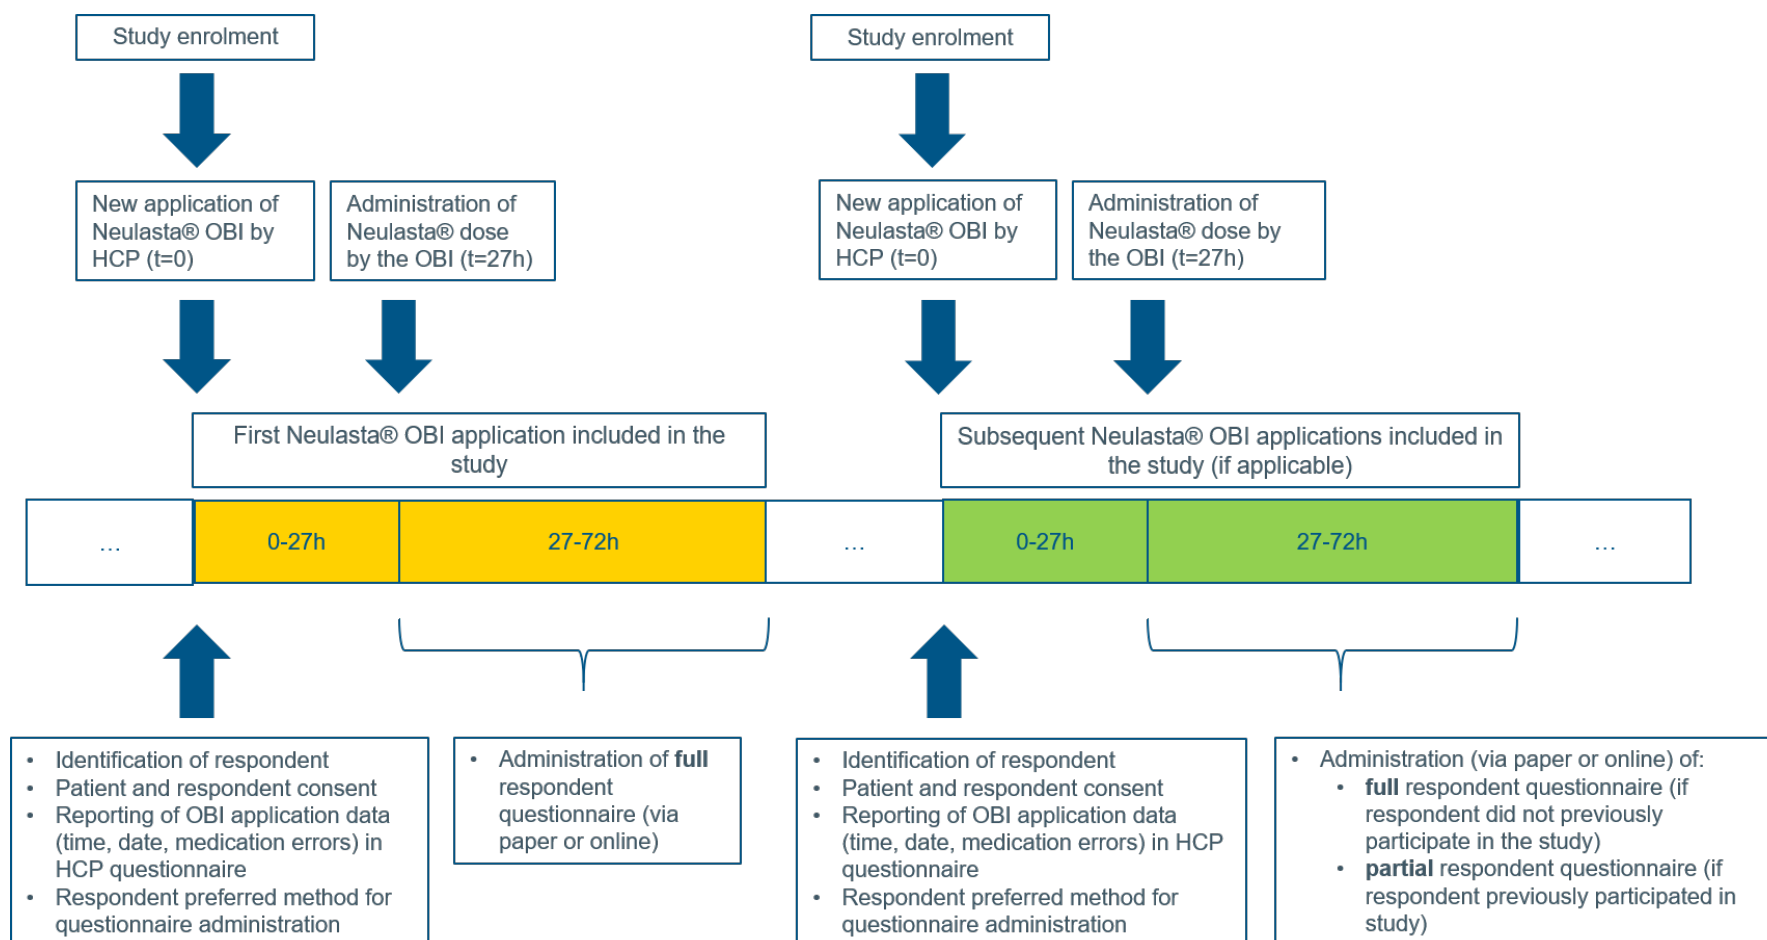 Study enrolment
Study enrolment
New application of
Neulasta® OBI by
HCP (t=0)
Administration of
Neulasta® dose
by the OBI (t=27h)
New application of
Neulasta® OBI by
HCP (t=0)
Administration of
Neulasta® dose by
the OBI (t=27h)
First Neulasta® OBI application included in the
study
Subsequent Neulasta® OBI applications included in
the study (if applicable)
...
0-27h
27-72h
...
0-27h
27-72h
...
• Identification of respondent
• Patient and respondent consent
• Reporting of OBI application data
(time, date, medication errors) in
HCP questionnaire
• Respondent preferred method for
questionnaire administration
• Administration of full
respondent
questionnaire (via
paper or online)
• Identification of respondent
• Patient and respondent consent
• Reporting of OBI application data
(time, date, medication errors) in HCP
questionnaire
• Respondent preferred method for
questionnaire administration
• Administration (via paper or online) of:
• full respondent questionnaire (if
respondent did not previously
participate in the study)
• partial respondent questionnaire (if
respondent previously participated in
study)